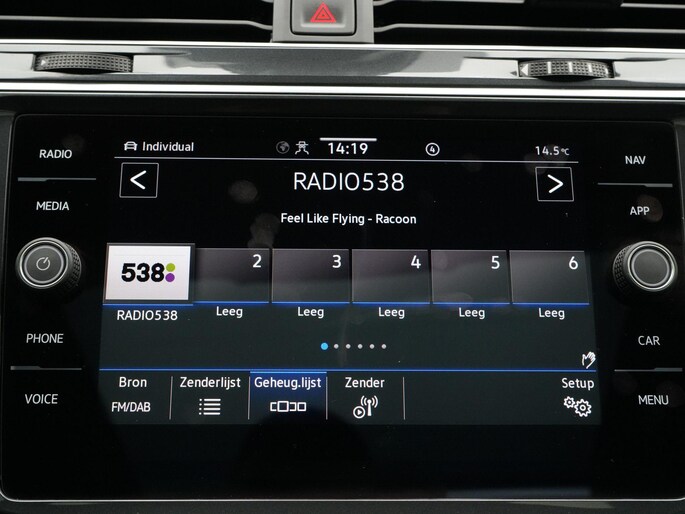 RADIO
MEDIA
PHONE
VOICE
Individual 14:19 4 14.5°C
RADIO538
Feel Like Flying - Racoon
538 2 3 4 5 6
RADIO538 Leeg Leeg Leeg Leeg Leeg
Bron Zenderlijst Geheug.lijst Zender Setup
FM/DAB
NAV
APP
CAR
MENU